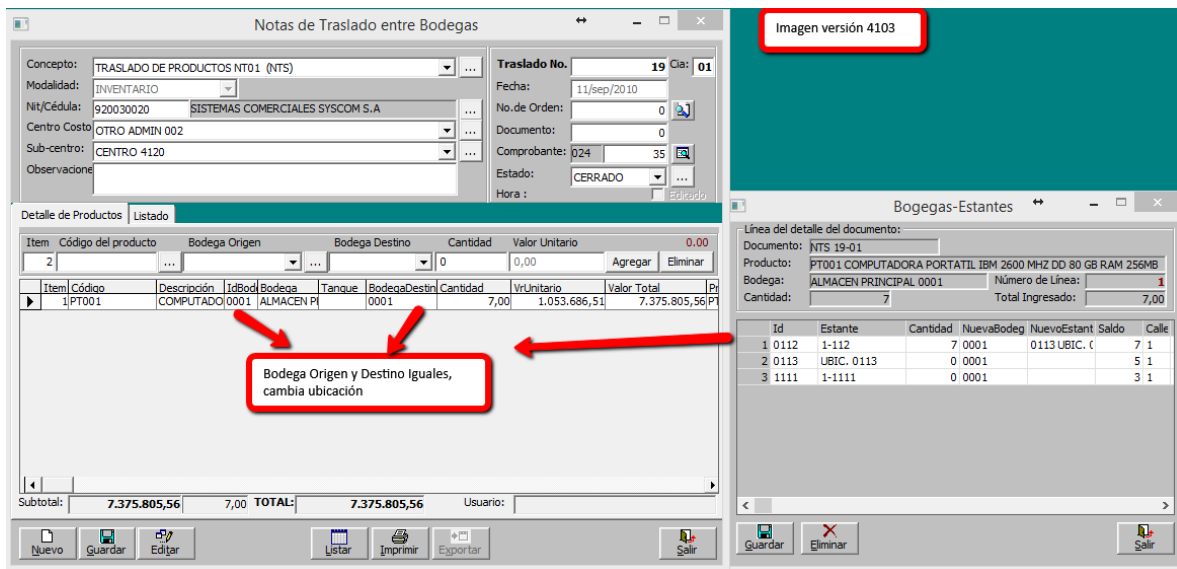 Notas de Traslado entre Bodegas
Imagen versión 4103
Concepto: TRASLADO DE PRODUCTOS NT01 (NTS) ...
Modalidad: INVENTARIO
Nit/Cédula: 920030020 SISTEMAS COMERCIALES SYSCOM S.A ...
Centro Costo OTRO ADMIN 002 ...
Sub-centro: CENTRO 4120 ...
Observacione
Traslado No. 19 Cia: 01
Fecha: 11/sep/2010
No.de Orden: 0
Documento: 0
Comprobante: 024 35
Estado: CERRADO ...
Hora : Editado
Detalle de Productos Listado
Item Código del producto Bodega Origen Bodega Destino Cantidad Valor Unitario 0.00
2 ... ... 0 0,00 Agregar Eliminar
Item Código Descripción IdBod Bodega Tanque BodegaDestin Cantidad VrUnitario Valor Total Pr
1 PT001 COMPUTADO 0001 ALMACEN PI 0001 7,00 1.053.686,51 7.375.805,56 PT
Bodega Origen y Destino Iguales,
cambia ubicación
Subtotal: 7.375.805,56 7,00 TOTAL: 7.375.805,56 Usuario:
Nuevo Guardar Editar Listar Imprimir Exportar Salir
Bogegas-Estantes
Línea del detalle del documento:
Documento: NTS 19-01
Producto: PT001 COMPUTADORA PORTATIL IBM 2600 MHZ DD 80 GB RAM 256MB
Bodega: ALMACEN PRINCIPAL 0001 Número de Línea: 1
Cantidad: 7 Total Ingresado: 7,00
Id Estante Cantidad NuevaBodeg NuevoEstant Saldo Calle
1 0112 1-112 7 0001 0113 UBIC. ( 7 1
2 0113 UBIC. 0113 0 0001 5 1
3 1111 1-1111 0 0001 3 1
Guardar Eliminar Salir